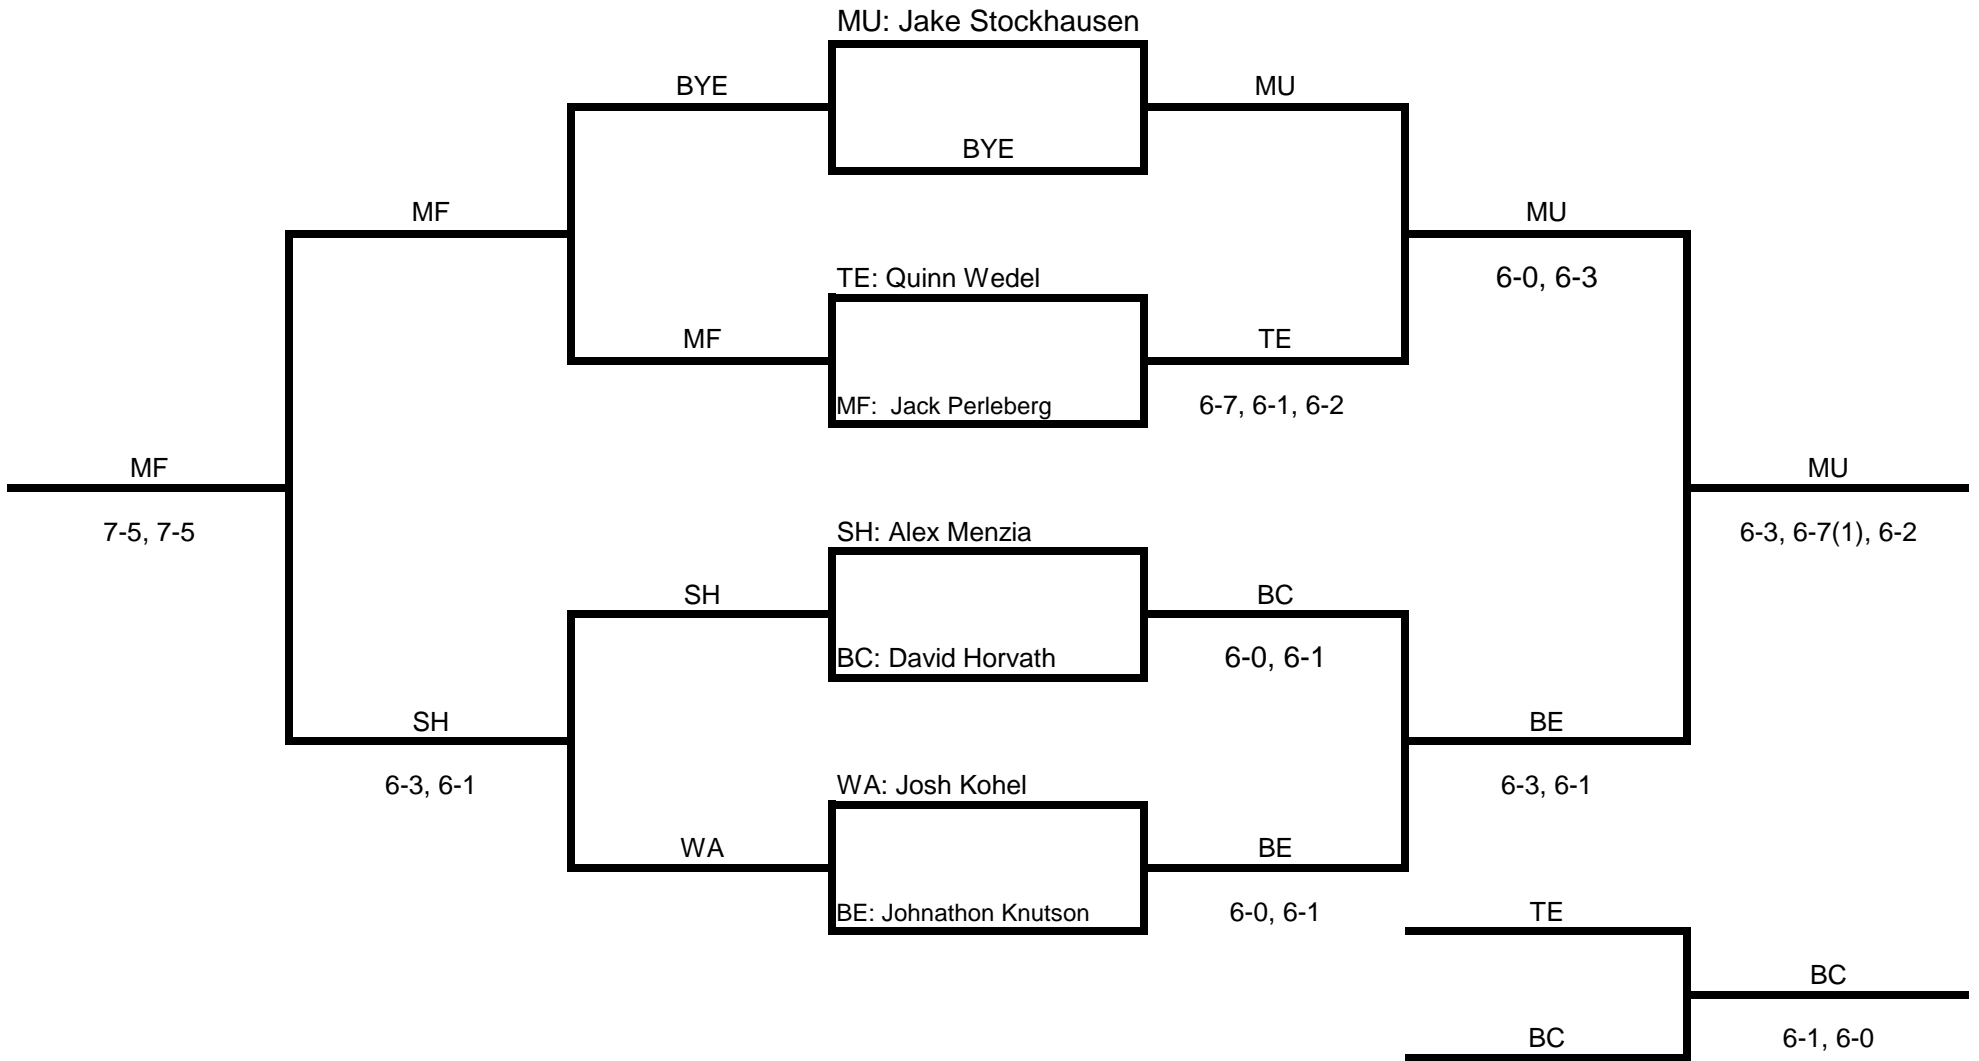 MU: Jake Stockhausen
BYE
MU
BYE
MF
MU
TE: Quinn Wedel
6-0, 6-3
MF
TE
MF: Jack Perleberg
6-7, 6-1, 6-2
MF
MU
7-5, 7-5
SH: Alex Menzia
6-3, 6-7(1), 6-2
SH
BC
BC: David Horvath
6-0, 6-1
SH
BE
6-3, 6-1
WA: Josh Kohel
6-3, 6-1
WA
BE
BE: Johnathon Knutson
6-0, 6-1
TE
BC
BC
6-1, 6-0